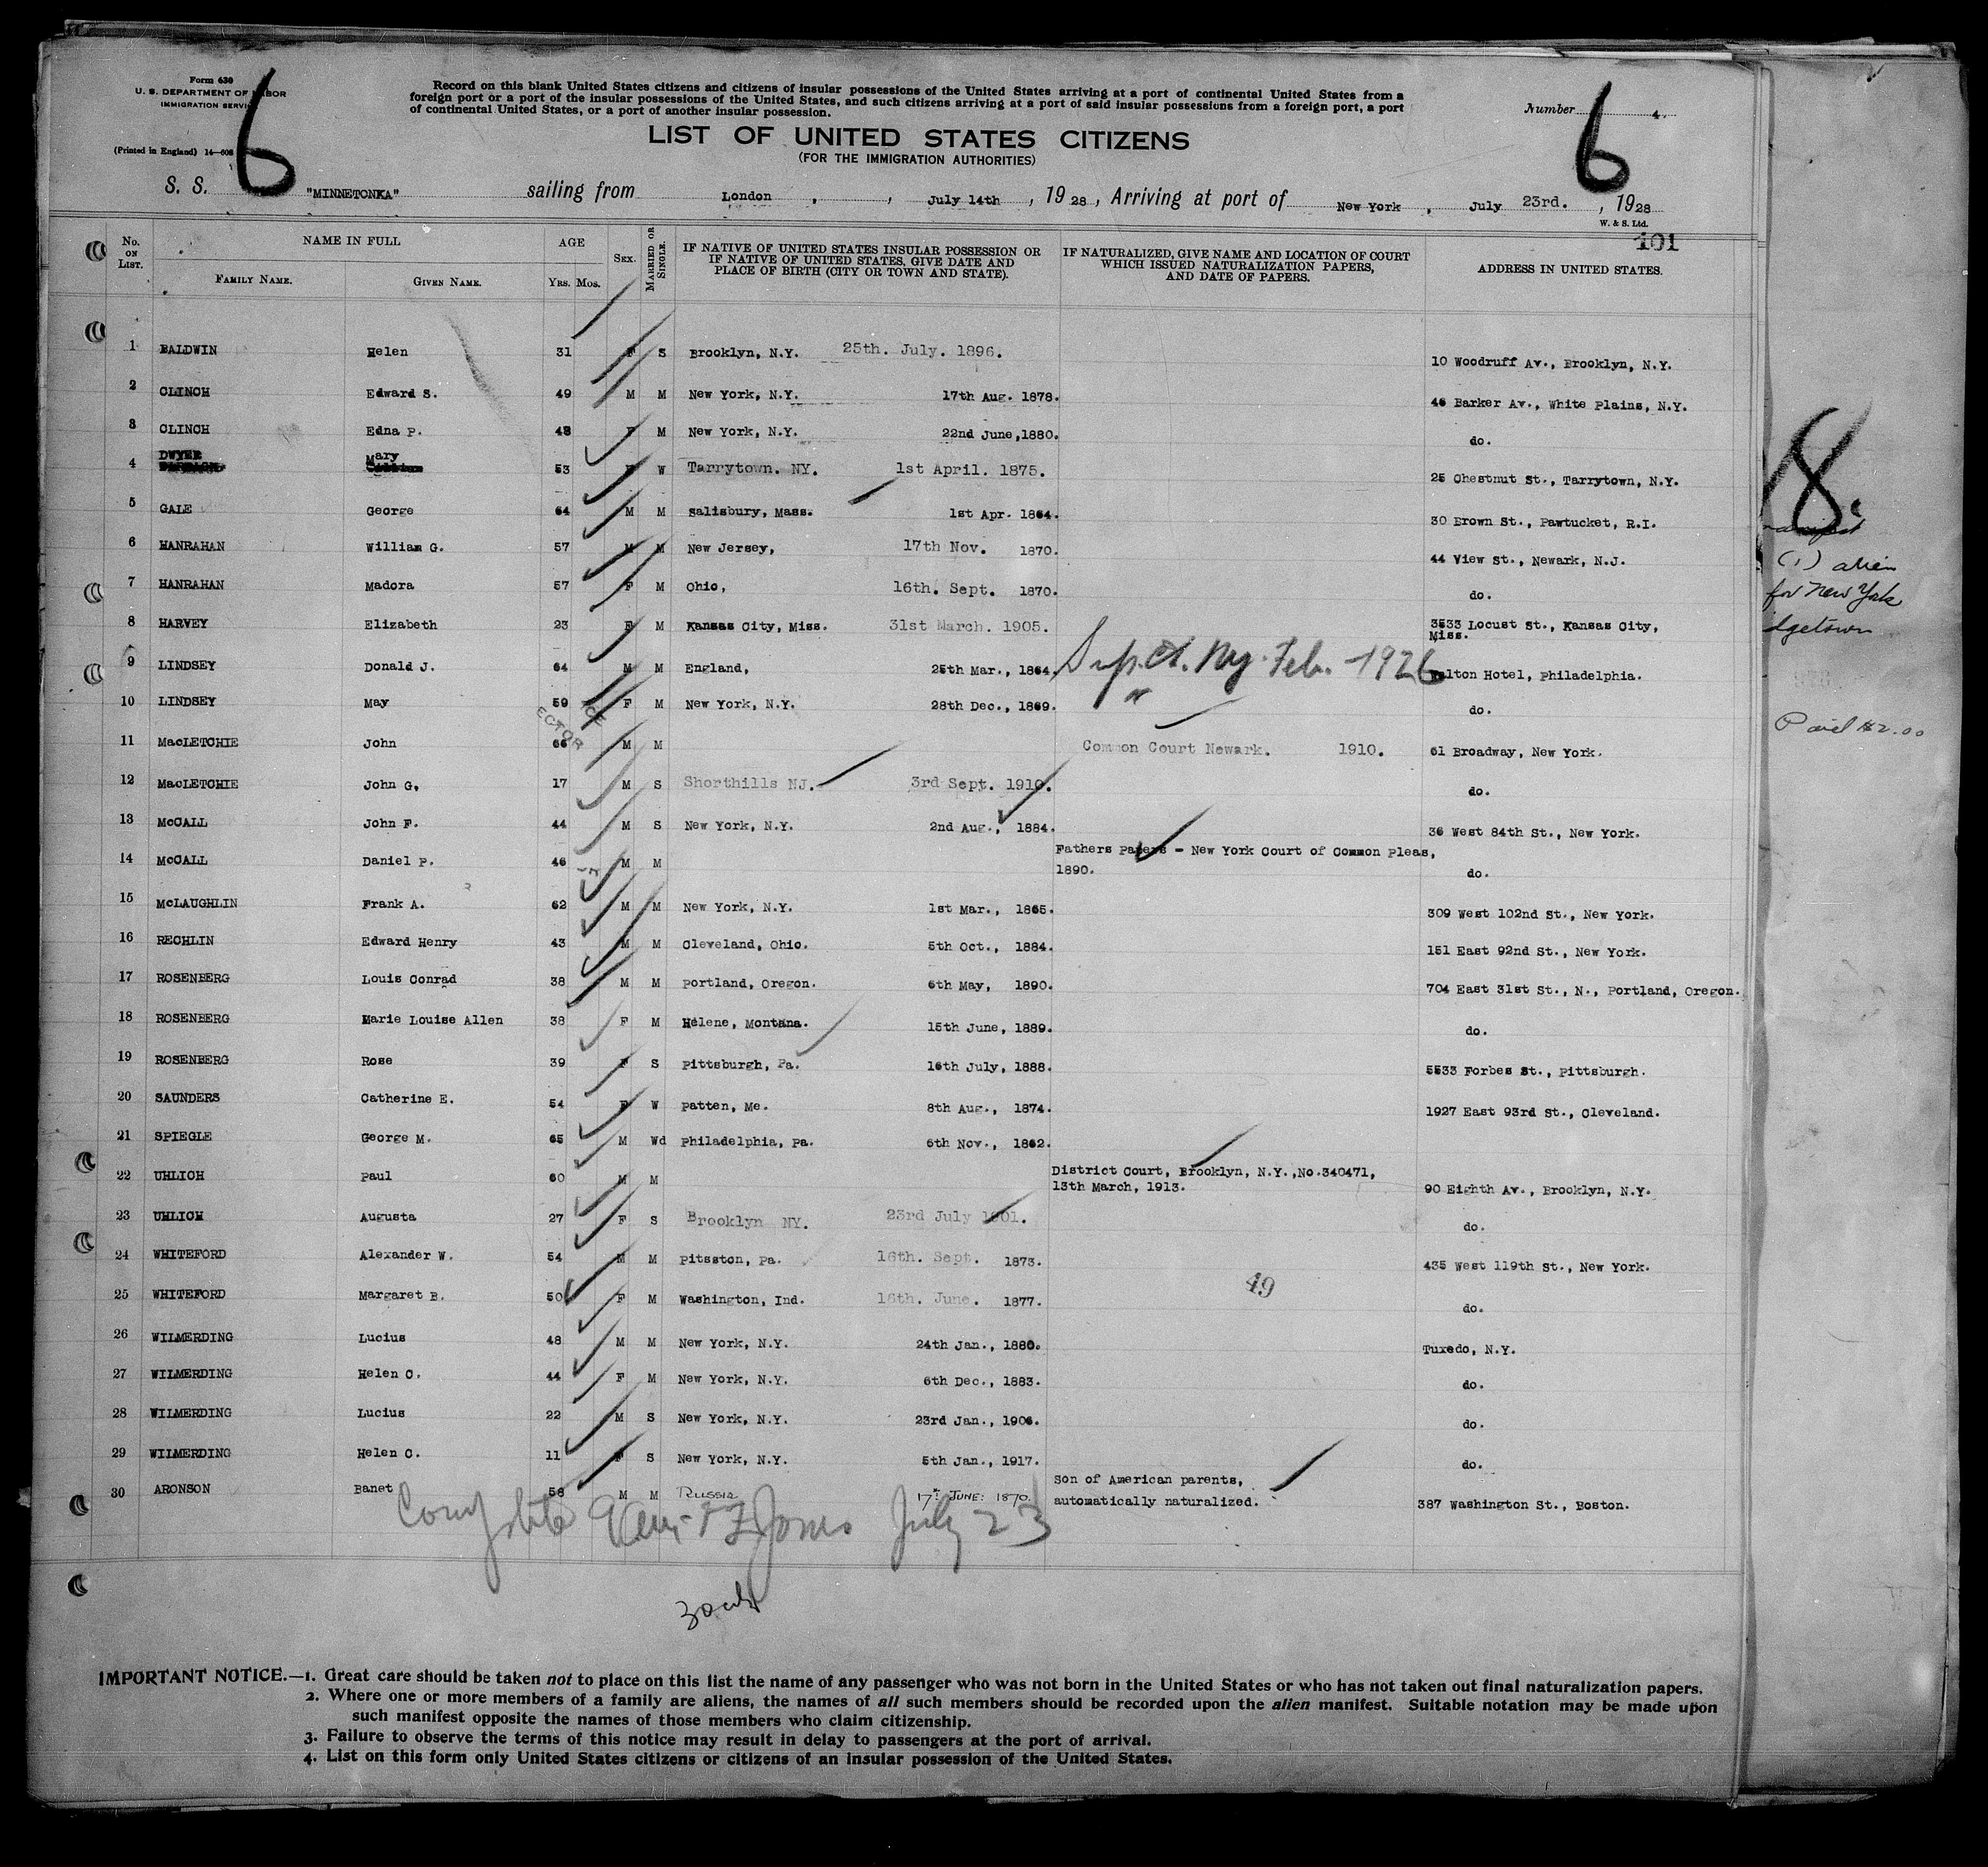 Form 630
U. S. DEPARTMENT OF LABOR
IMMIGRATION SERVICE
(Printed in England) 14—608
6
Record on this blank United States citizens and citizens of insular possessions of the United States arriving at a port of continental United States from a
foreign port or a port of the insular possessions of the United States, and such citizens arriving at a port of said insular possessions from a foreign port, a port
of continental United States, or a port of another insular possession.
Number 4.
6
LIST OF UNITED STATES CITIZENS
(FOR THE IMMIGRATION AUTHORITIES)
S. S. "MINNETONKA" sailing from London , , July 14th , 1928, Arriving at port of New York , July 23rd. , 1928
W. & S. Ltd.
101
No. ON LIST. NAME IN FULL AGE SEX. MARRIED OR SINGLE. IF NATIVE OF UNITED STATES INSULAR POSSESSION OR IF NATIVE OF UNITED STATES, GIVE DATE AND PLACE OF BIRTH (CITY OR TOWN AND STATE). IF NATURALIZED, GIVE NAME AND LOCATION OF COURT WHICH ISSUED NATURALIZATION PAPERS, AND DATE OF PAPERS. ADDRESS IN UNITED STATES.
FAMILY NAME. GIVEN NAME. YRS. MOS.
1 BALDWIN Helen 31 F S Brooklyn, N.Y. 25th. July. 1896. 10 Woodruff Av., Brooklyn, N.Y.
2 CLINCH Edward S. 49 M M New York, N.Y. 17th Aug. 1878. 46 Barker Av., White Plains, N.Y.
3 CLINCH Edna P. 48 F M New York, N.Y. 22nd June,1880. do.
4 DWYER Mary 53 F W Tarrytown. NY. 1st April. 1875. 25 Chestnut St., Tarrytown, N.Y.
5 GALE George 64 M M Salisbury, Mass. 1st Apr. 1864. 30 Brown St., Pawtucket, R.I.
6 HANRAHAN William G. 57 M M New Jersey, 17th Nov. 1870. 44 View St., Newark, N.J.
7 HANRAHAN Madora 57 F M Ohio, 16th. Sept. 1870. do.
8 HARVEY Elizabeth 23 F M Kansas City, Miss. 31st March. 1905. 3533 Locust St., Kansas City, Miss.
9 LINDSEY Donald J. 64 M M England, 25th Mar., 1864. Sup. Ct. Ny. Feb. -1926 Hotel, Philadelphia.
10 LINDSEY May 59 F M New York, N.Y. 28th Dec., 1869. " do.
11 MacLETCHIE John 66 M M Common Court Newark. 1910. 61 Broadway, New York.
12 MacLETCHIE John G. 17 M S Shorthills NJ. 3rd Sept. 1910. do.
13 McCALL John F. 44 M S New York, N.Y. 2nd Aug., 1884. 36 West 84th St., New York.
14 McCALL Daniel P. 46 M M Fathers Papers - New York Court of Common Pleas, 1890. do.
15 McLAUGHLIN Frank A. 62 M M New York, N.Y. 1st Mar., 1865. 309 West 102nd St., New York.
16 RECHLIN Edward Henry 43 M M Cleveland, Ohio. 5th Oct., 1884. 151 East 92nd St., New York.
17 ROSENBERG Louis Conrad 38 M M Portland, Oregon. 6th May, 1890. 704 East 31st St., N., Portland, Oregon.
18 ROSENBERG Marie Louise Allen 38 F M Helene, Montana. 15th June, 1889. do.
19 ROSENBERG Rose 39 F S Pittsburgh, Pa. 16th July, 1888. 5533 Forbes St., Pittsburgh.
20 SAUNDERS Catherine E. 54 F W Patten, Me. 8th Aug., 1874. 1927 East 93rd St., Cleveland.
21 SPIEGLE George M. 65 M Wd Philadelphia, Pa. 6th Nov., 1862.
22 UHLICH Paul 60 M M District Court, Brooklyn, N.Y.,No.340471, 13th March, 1913. 90 Eighth Av., Brooklyn, N.Y.
23 UHLICH Augusta 27 F S Brooklyn NY. 23rd July 1901. do.
24 WHITEFORD Alexander W. 54 M M Pitsston, Pa. 16th. Sept. 1873. 435 West 119th St., New York.
25 WHITEFORD Margaret B. 50 F M Washington, Ind. 16th. June. 1877. do.
49
26 WILMERDING Lucius 48 M M New York, N.Y. 24th Jan., 1880. Tuxedo, N.Y.
27 WILMERDING Helen C. 44 F M New York, N.Y. 6th Dec., 1883. do.
28 WILMERDING Lucius 22 M S New York, N.Y. 23rd Jan., 1906. do.
29 WILMERDING Helen C. 11 F S New York, N.Y. 5th Jan., 1917. do.
30 ARONSON Banet 58 M M RUSSIA 17th JUNE: 1870. Son of American parents, automatically naturalized. 387 Washington St., Boston.
July 23
IMPORTANT NOTICE.—1. Great care should be taken not to place on this list the name of any passenger who was not born in the United States or who has not taken out final naturalization papers.
2. Where one or more members of a family are aliens, the names of all such members should be recorded upon the alien manifest. Suitable notation may be made upon
such manifest opposite the names of those members who claim citizenship.
3. Failure to observe the terms of this notice may result in delay to passengers at the port of arrival.
4. List on this form only United States citizens or citizens of an insular possession of the United States.
8.
(1) alien
for New York
Paid $2.00